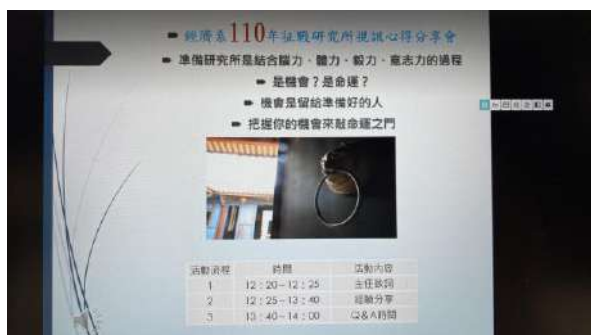 經濟系110年征戰研究所挑戰心得分享會
準備研究所是結合腦力、體力、毅力、意志力的過程
是機會？是命運？
機會是留給準備好的人
把握你的機會來敲命運之門
活動流程 時間 活動內容
1 12：20~12：25 主任致詞
2 12：25~13：40 經驗分享
3 13：40~14：00 Q&A時間